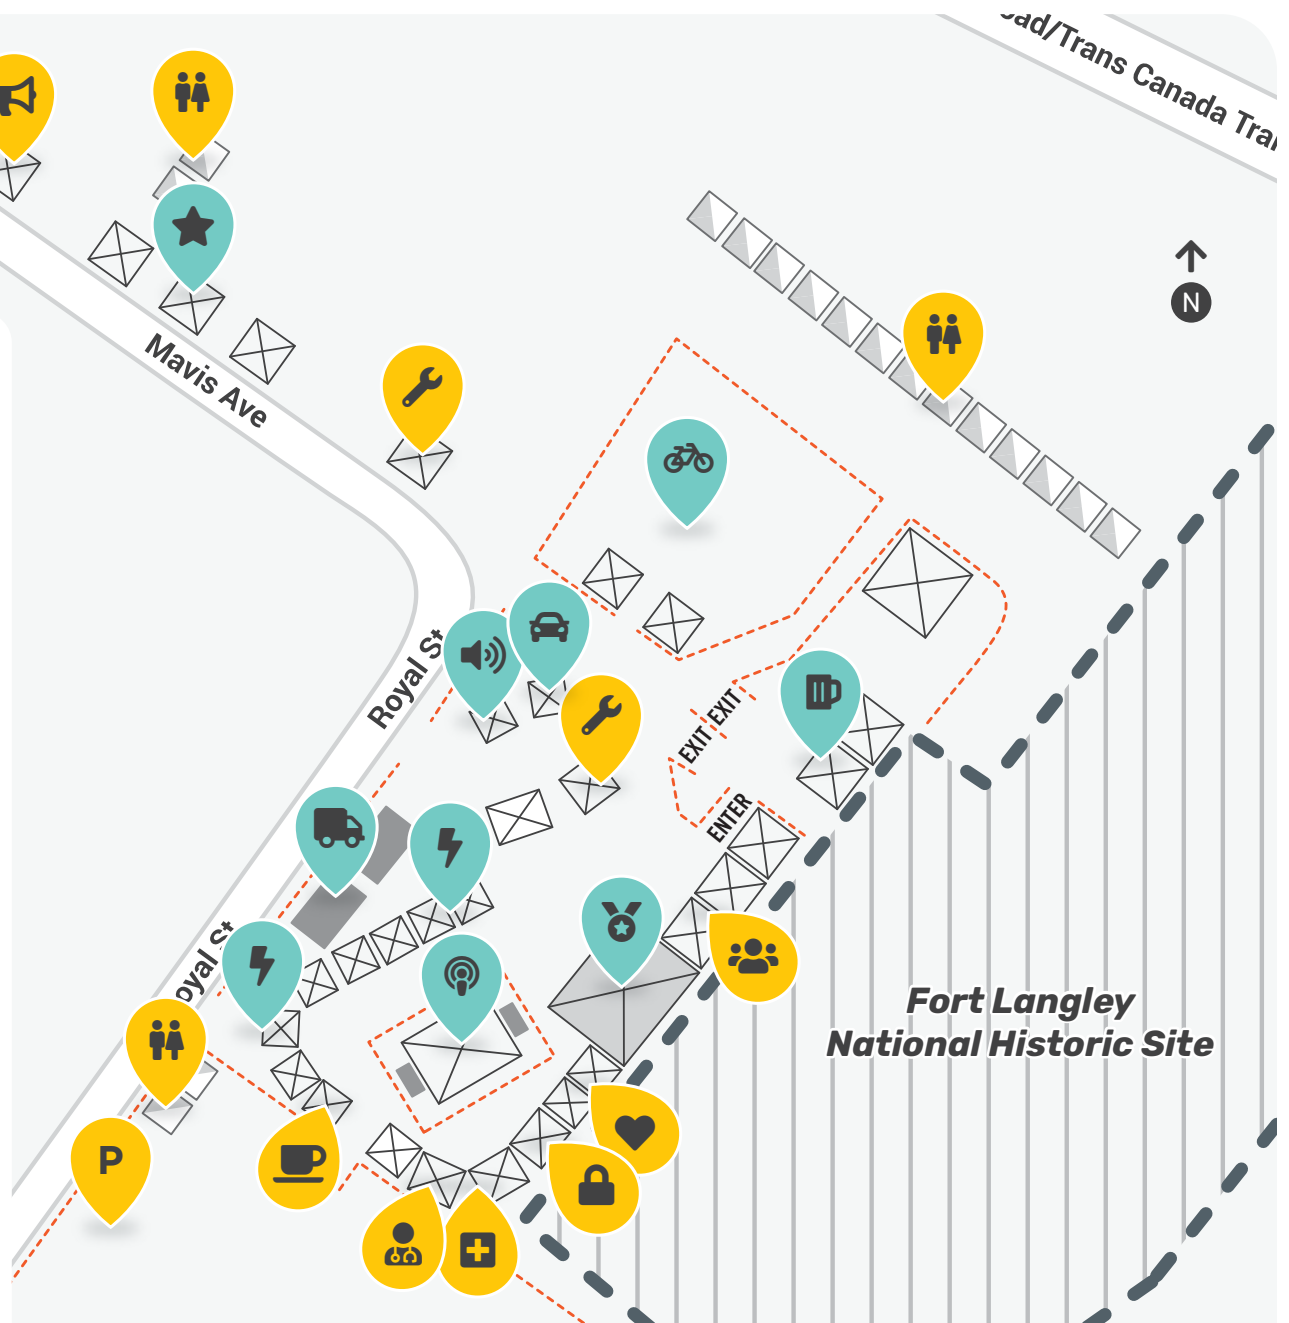 ad/Trans Canada Trai
N
Mavis Ave
Royal St
EXIT
EXIT
ENTER
oyal St
P
Fort Langley
National Historic Site